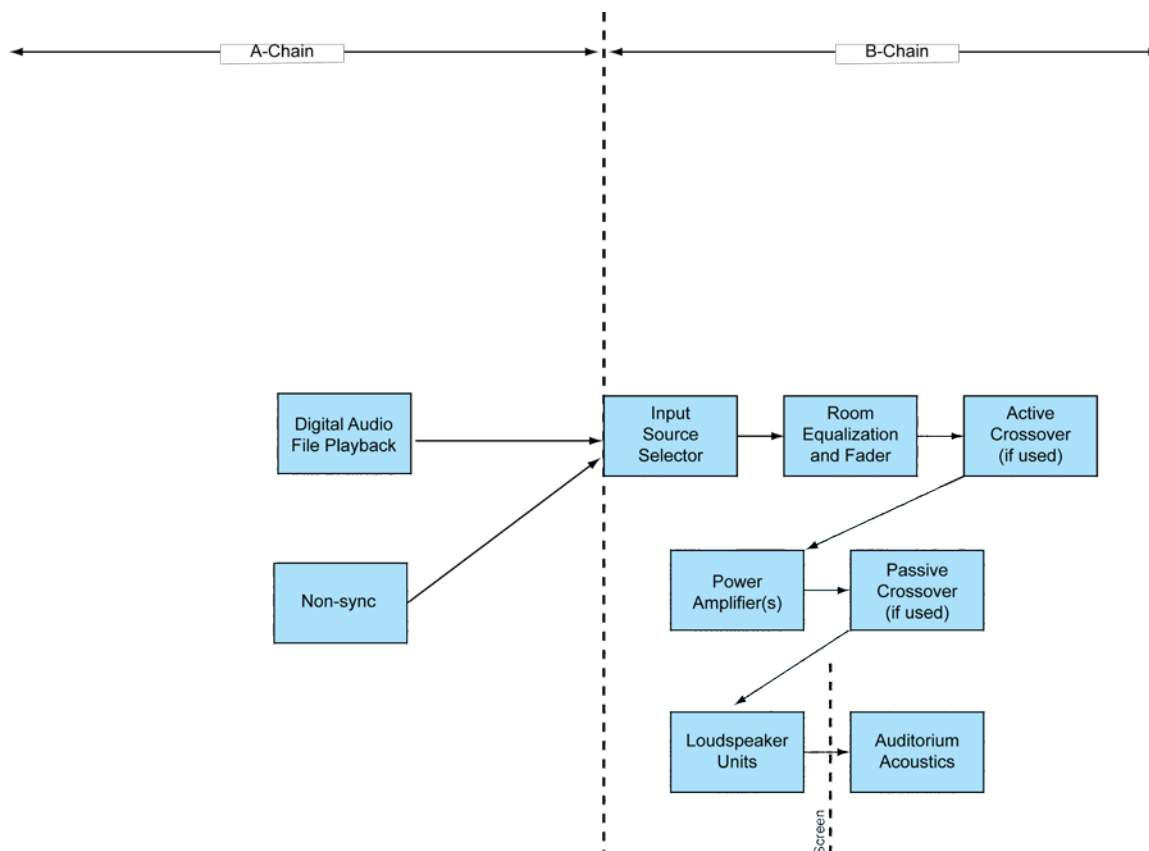 A-Chain
B-Chain
Digital Audio
File Playback
Input
Source
Selector
Room
Equalization
and Fader
Active
Crossover
(if used)
Non-sync
Power
Amplifier(s)
Passive
Crossover
(if used)
Loudspeaker
Units
Auditorium
Acoustics
Screen